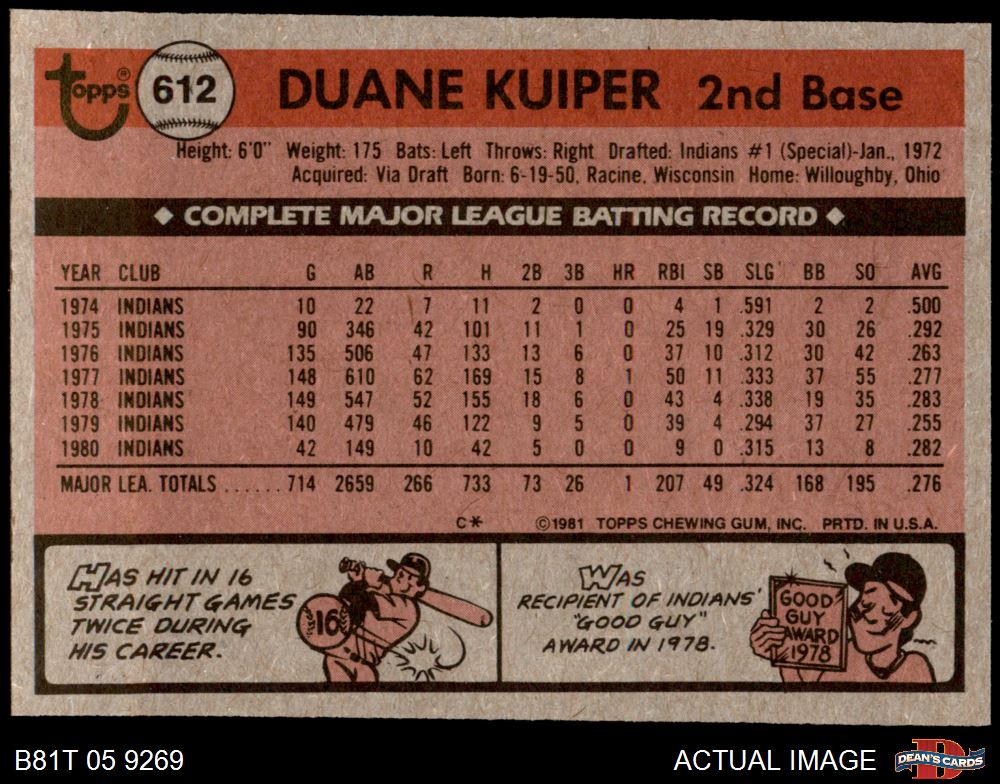 topps® 612 DUANE KUIPER 2nd Base
Height: 6'0" Weight: 175 Bats: Left Throws: Right Drafted: Indians #1 (Special)-Jan., 1972
Acquired: Via Draft Born: 6-19-50, Racine, Wisconsin Home: Willoughby, Ohio
◆ COMPLETE MAJOR LEAGUE BATTING RECORD ◆
YEAR CLUB G AB R H 2B 3B HR RBI SB SLG BB SO AVG
1974 INDIANS 10 22 7 11 2 0 0 4 1 .591 2 2 .500
1975 INDIANS 90 346 42 101 11 1 0 25 19 .329 30 26 .292
1976 INDIANS 135 506 47 133 13 6 0 37 10 .312 30 42 .263
1977 INDIANS 148 610 62 169 15 8 1 50 11 .333 37 55 .277
1978 INDIANS 149 547 52 155 18 6 0 43 4 .338 19 35 .283
1979 INDIANS 140 479 46 122 9 5 0 39 4 .294 37 27 .255
1980 INDIANS 42 149 10 42 5 0 0 9 0 .315 13 8 .282
MAJOR LEA. TOTALS ......714 2659 266 733 73 26 1 207 49 .324 168 195 .276
C* ©1981 TOPPS CHEWING GUM, INC. PRTD. IN U.S.A.
HAS HIT IN 16
STRAIGHT GAMES
TWICE DURING
HIS CAREER.
16
WAS
RECIPIENT OF INDIANS'
"GOOD GUY"
AWARD IN 1978.
GOOD
GUY
AWARD
1978
B81T 05 9269 ACTUAL IMAGE DEAN'S CARDS